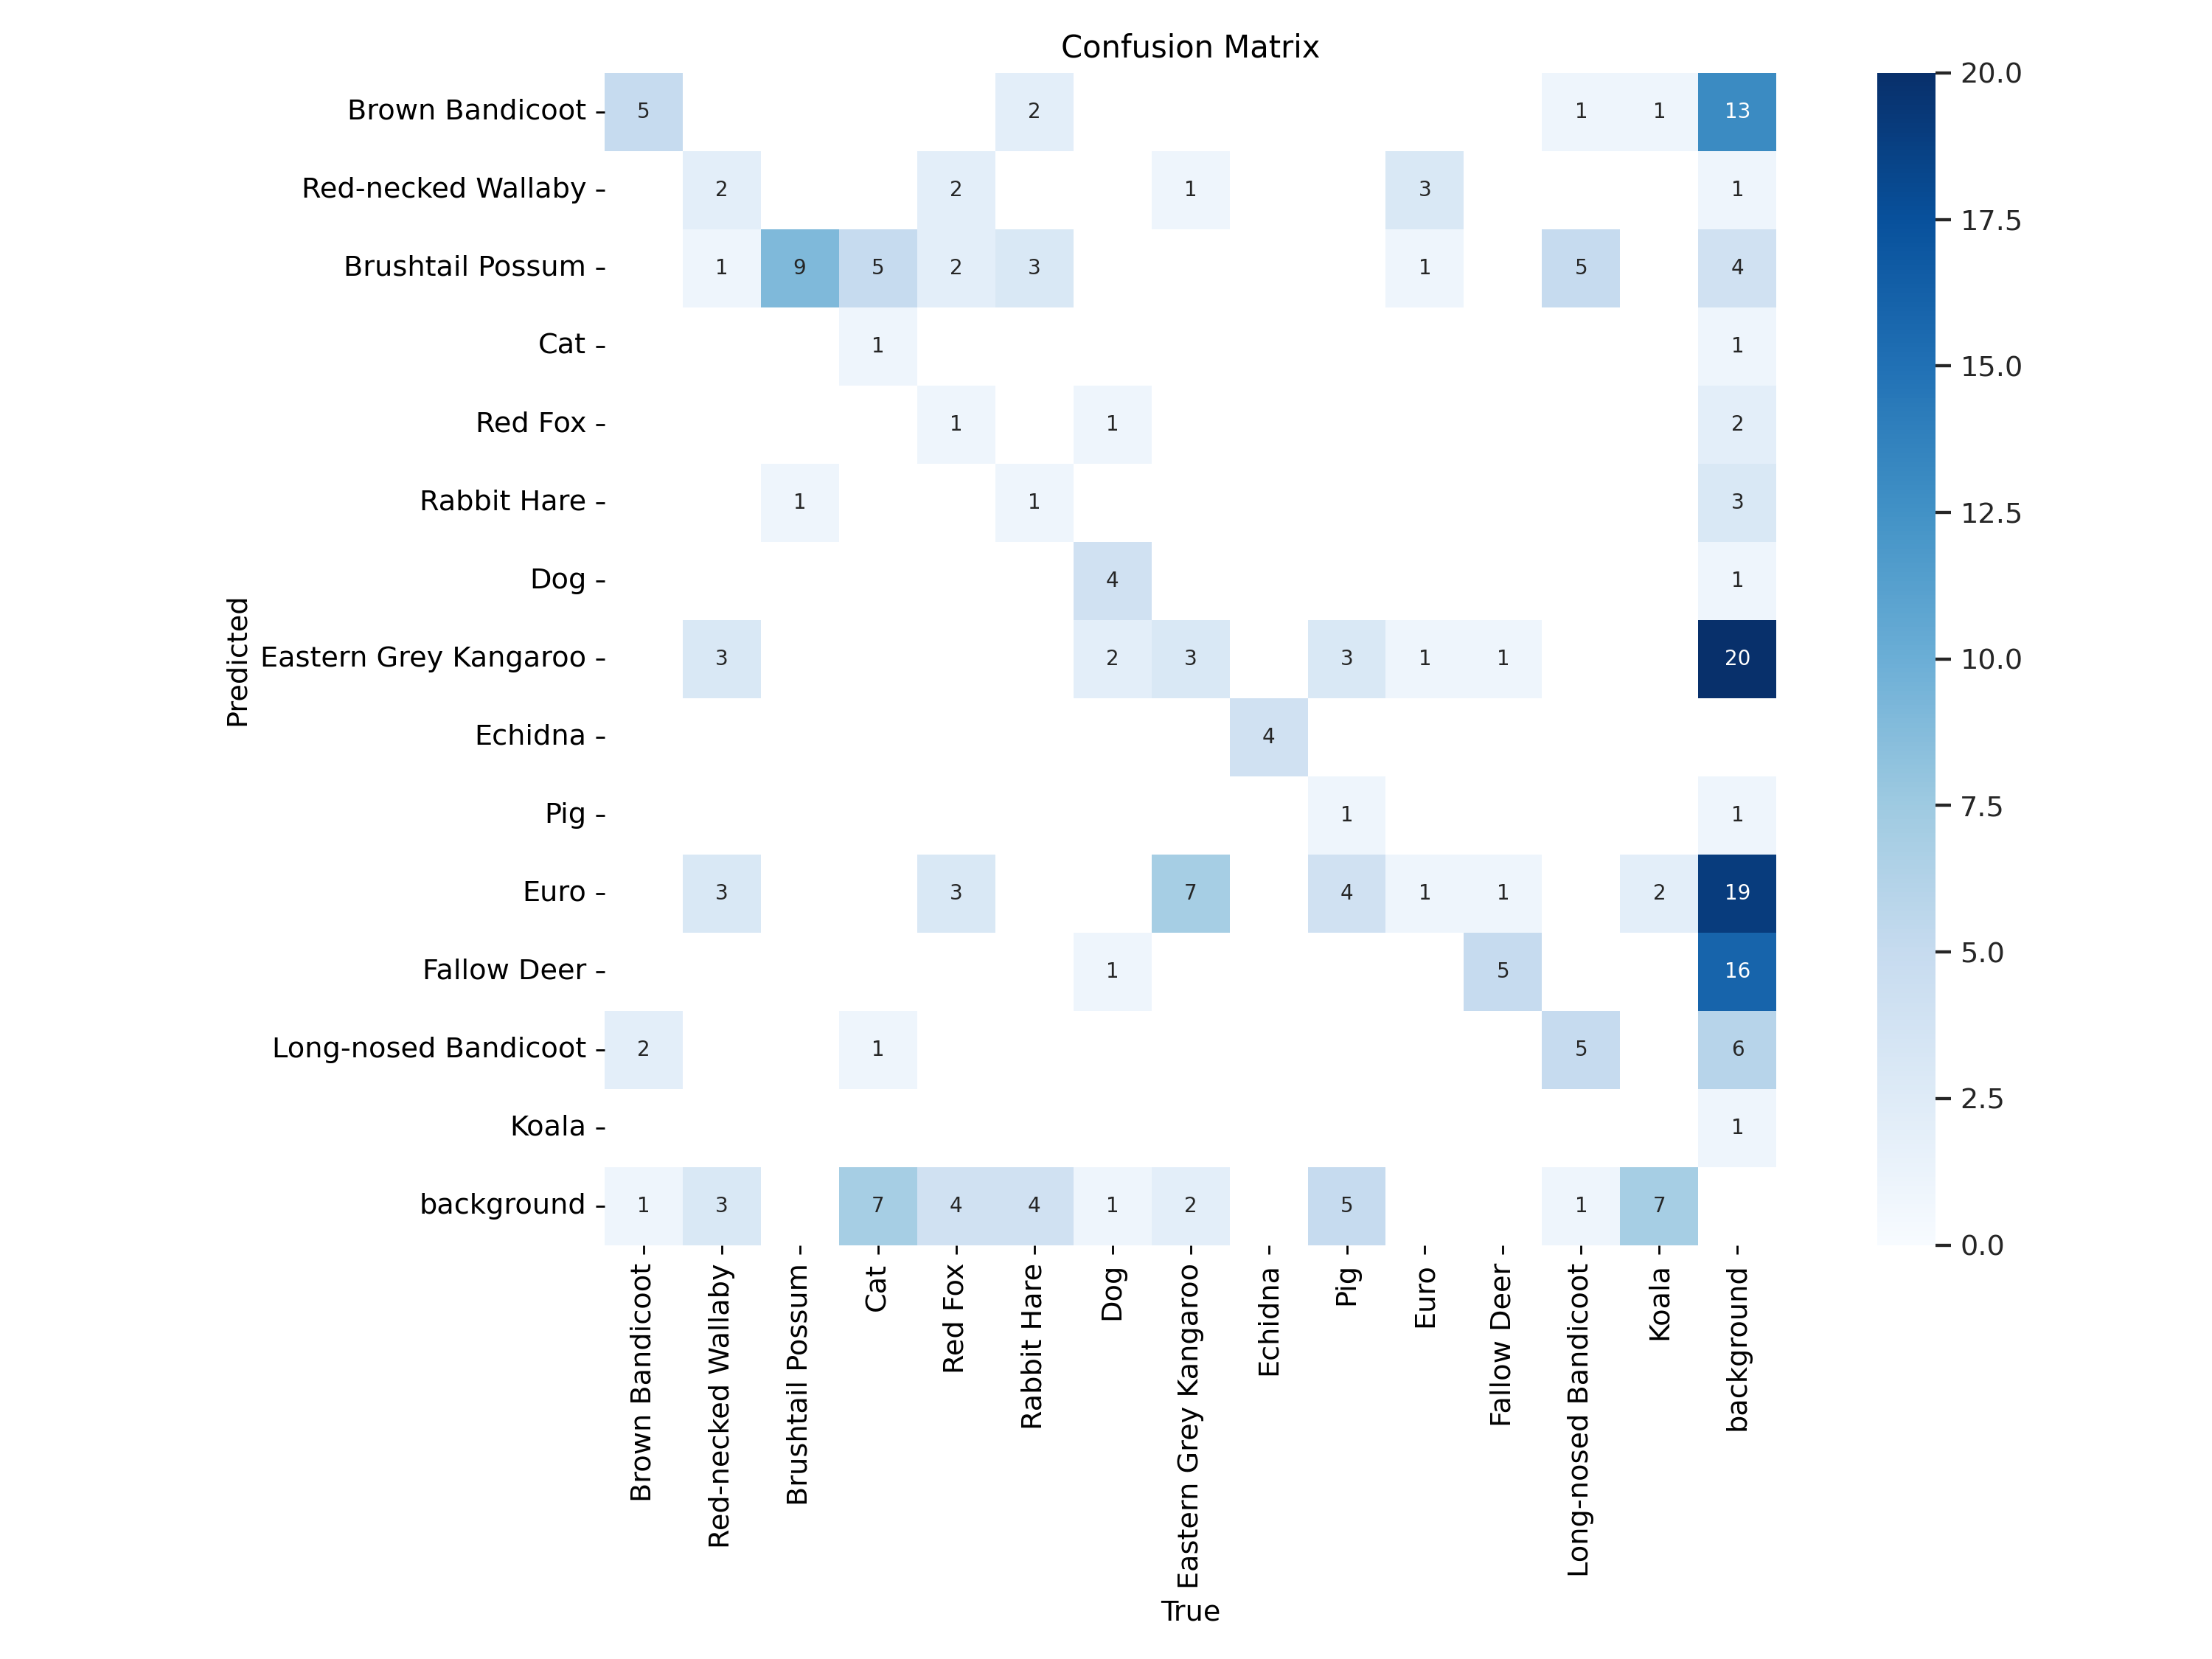 Confusion Matrix
Predicted
Brown Bandicoot 5 2 1 1 13
Red-necked Wallaby 2 2 1 3 1
Brushtail Possum 1 9 5 2 3 1 5 4
Cat 1 1
Red Fox 1 1 2
Rabbit Hare 1 1 3
Dog 4 1
Eastern Grey Kangaroo 3 2 3 3 1 1 20
Echidna 4
Pig 1 1
Euro 3 3 7 4 1 1 2 19
Fallow Deer 1 5 16
Long-nosed Bandicoot 2 1 5 6
Koala 1
background 1 3 7 4 4 1 2 5 1 7
Brown Bandicoot
Red-necked Wallaby
Brushtail Possum
Cat
Red Fox
Rabbit Hare
Dog
Eastern Grey Kangaroo
Echidna
Pig
Euro
Fallow Deer
Long-nosed Bandicoot
Koala
background
True
20.0
17.5
15.0
12.5
10.0
7.5
5.0
2.5
0.0